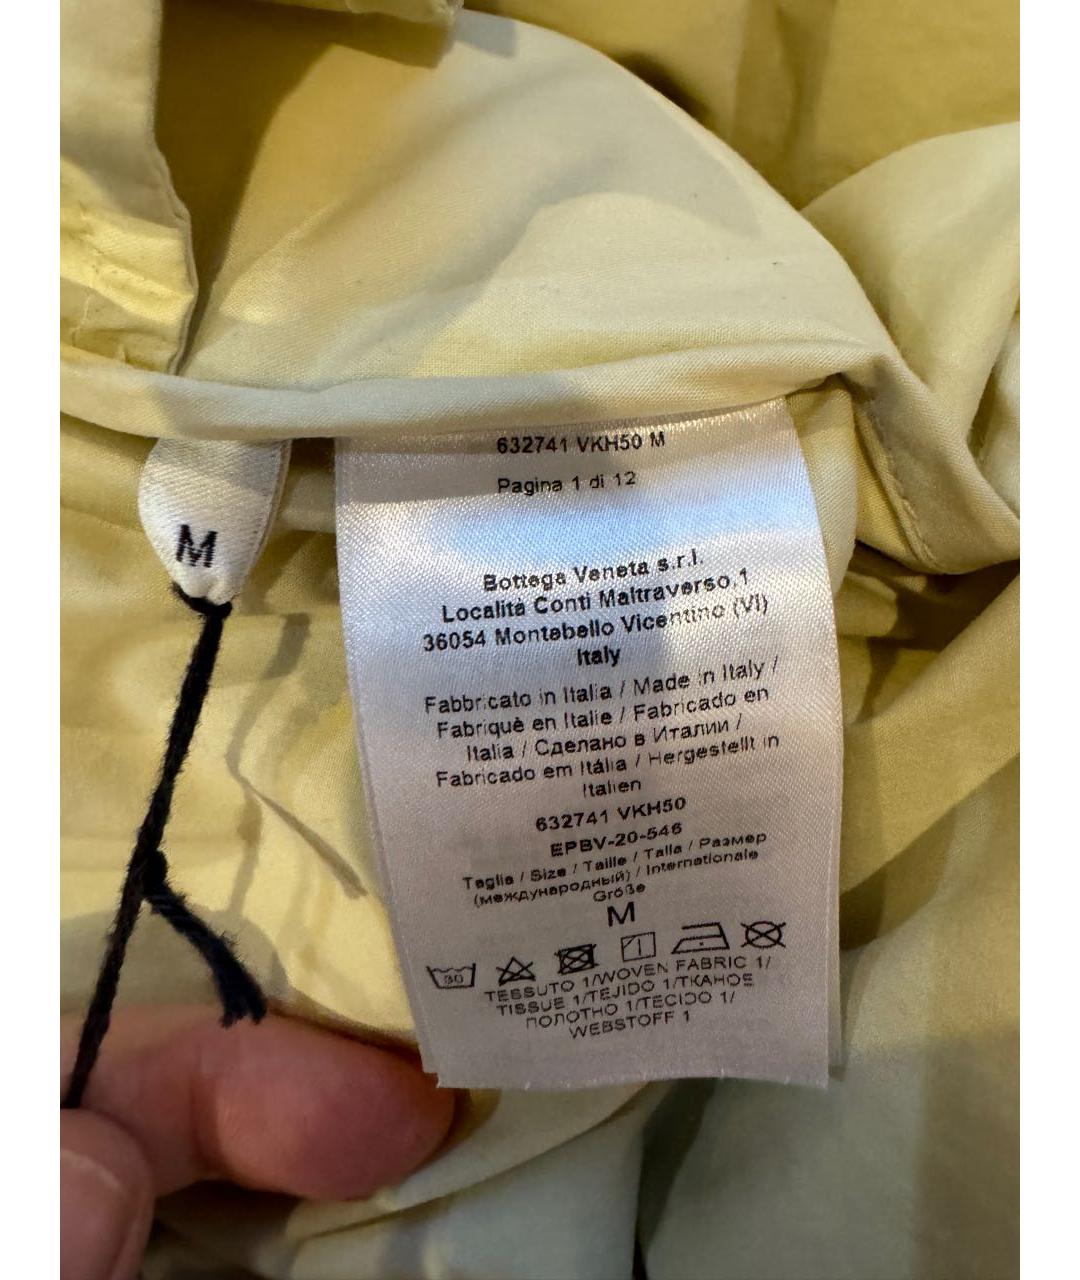 632741 VKH50 M
Pagina 1 di 12
M
Bottega Veneta s.r.l.
Località Conti Maltraverso,1
36054 Montebello Vicentino (VI)
Italy
Fabbricato in Italia / Made in Italy /
Fabriqué en Italie / Fabricado en
Italia / Сделано в Италии /
Fabricado em Itália / Hergestellt in
Italien
632741 VKH50
EPBV-20-546
Taglia / Size / Taille / Talla / Размер
(международный) / Internationale
Größe
M
30
TESSUTO 1/WOVEN FABRIC 1/
TISSUE 1/TEJIDO 1/ТКАНОЕ
ПОЛОТНО 1/TECIDO 1/
WEBSTOFF 1